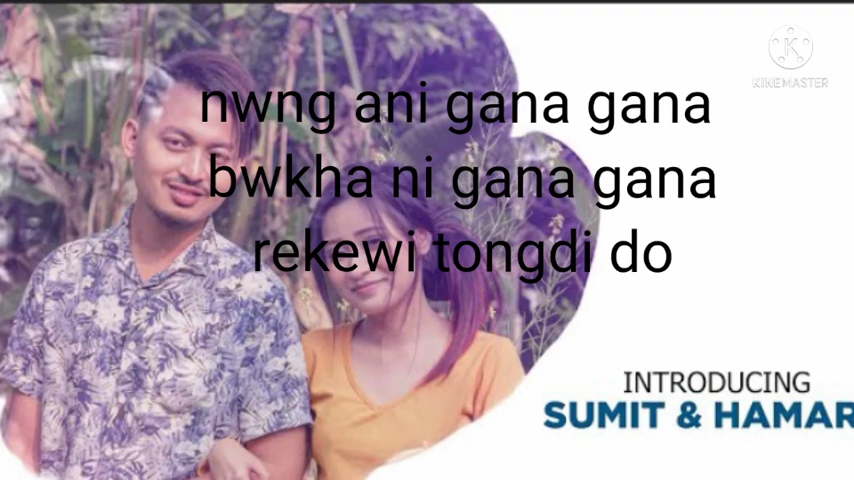 KINEMASTER
nwng ani gana gana
bwkha ni gana gana
rekewi tongdi do
INTRODUCING
SUMIT & HAMAR